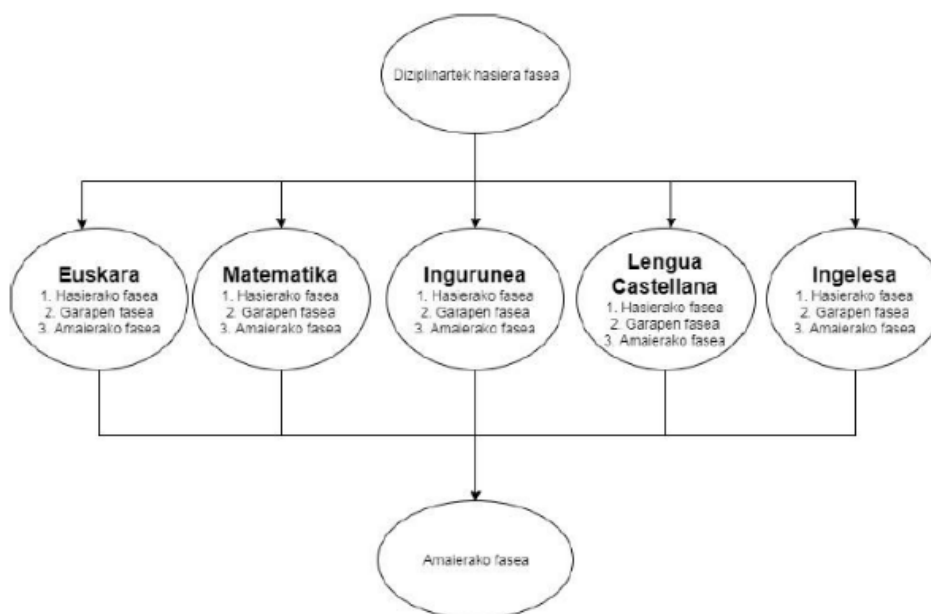 Diziplinartek hasiera fasea
Euskara
1. Hasierako fasea
2. Garapen fasea
3. Amaierako fasea
Matematika
1. Hasierako fasea
2. Garapen fasea
3. Amaierako fasea
Ingurunea
1. Hasierako fasea
2. Garapen fasea
3. Amaierako fasea
Lengua
Castellana
1. Hasierako fasea
2. Garapen fasea
3. Amaierako fasea
Ingelesa
1. Hasierako fasea
2. Garapen fasea
3. Amaierako fasea
Amaierako fasea